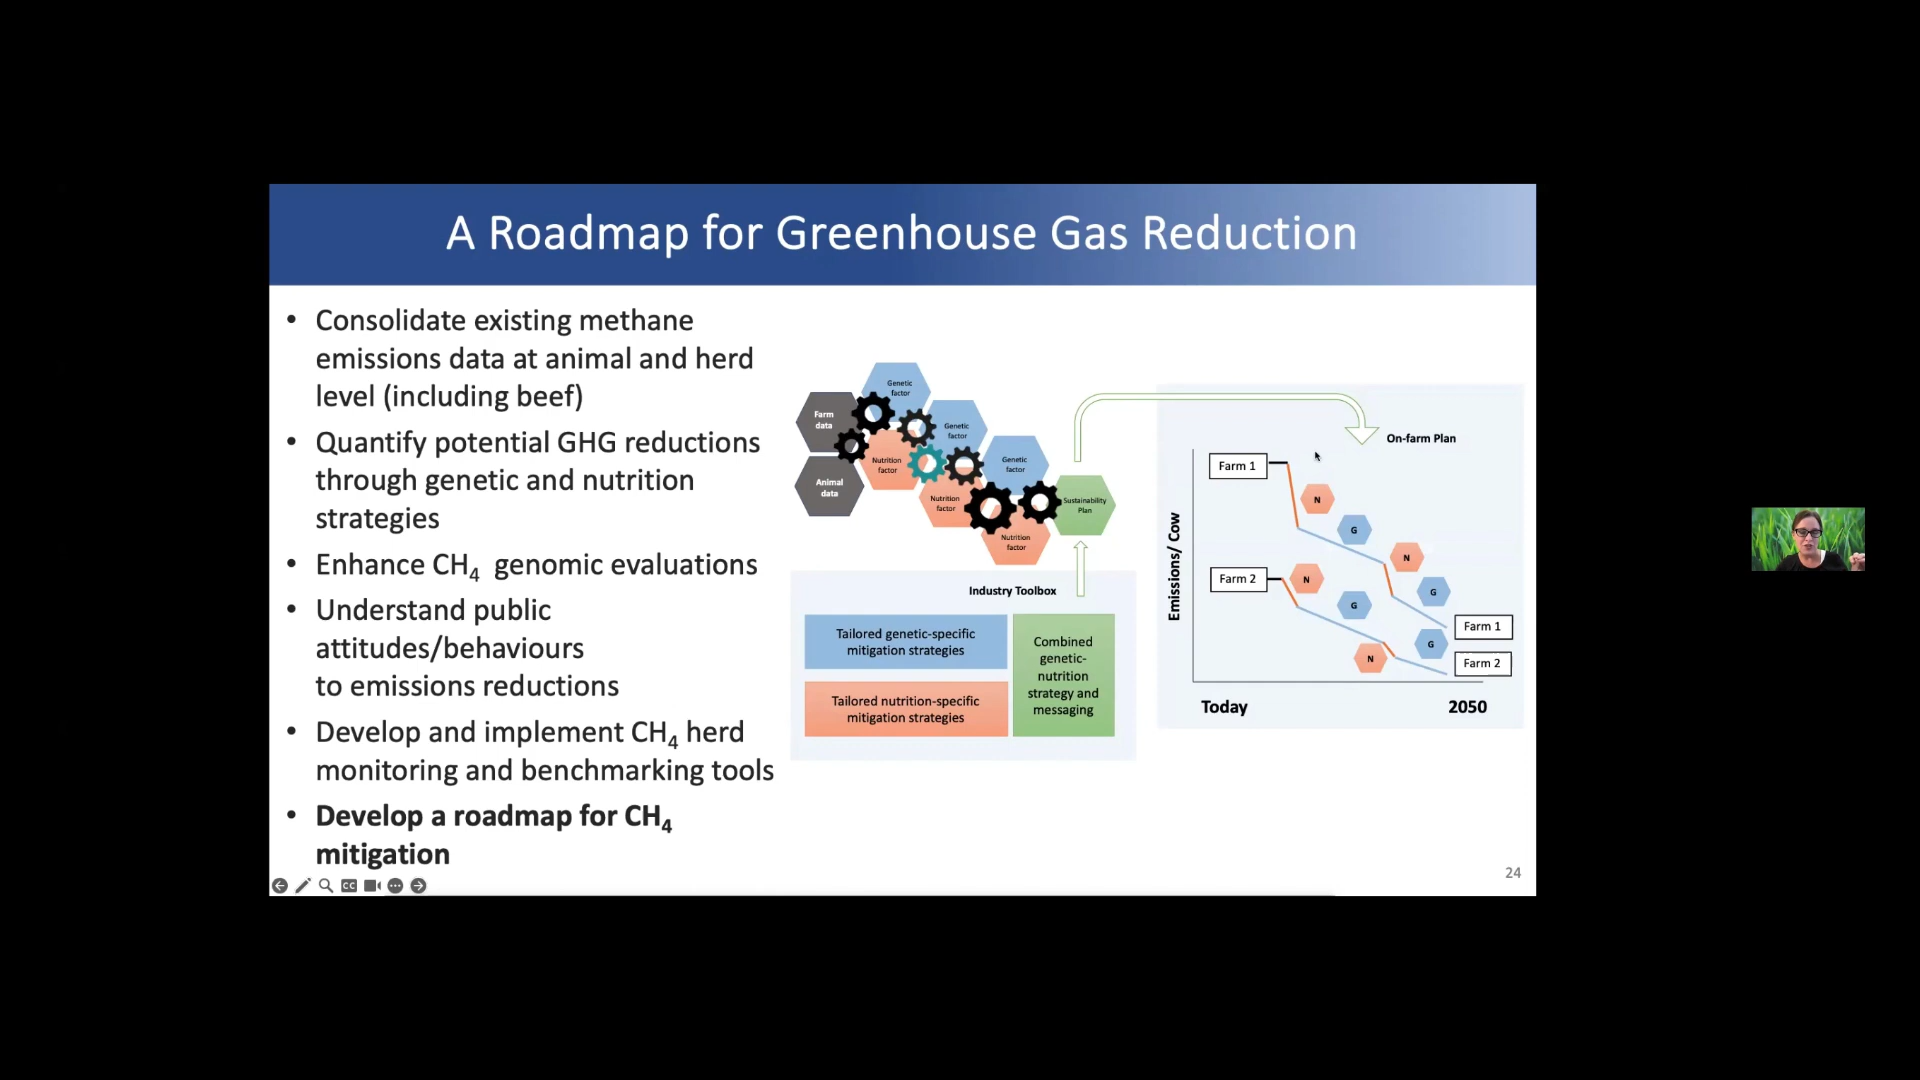 A Roadmap for Greenhouse Gas Reduction
• Consolidate existing methane
emissions data at animal and herd
level (including beef)
• Quantify potential GHG reductions
through genetic and nutrition
strategies
• Enhance CH4 genomic evaluations
• Understand public
attitudes/behaviours
to emissions reductions
• Develop and implement CH4 herd
monitoring and benchmarking tools
• Develop a roadmap for CH4
mitigation
Farm
data
Animal
data
Genetic
factor
Genetic
factor
Genetic
factor
Nutrition
factor
Nutrition
factor
Nutrition
factor
Sustainability
Plan
Industry Toolbox
Tailored genetic-specific
mitigation strategies
Tailored nutrition-specific
mitigation strategies
Combined
genetic-
nutrition
strategy and
messaging
On-farm Plan
Emissions/ Cow
Farm 1
N
G
N
G
Farm 1
Farm 2
N
G
N
G
Farm 2
Today
2050
CC
24